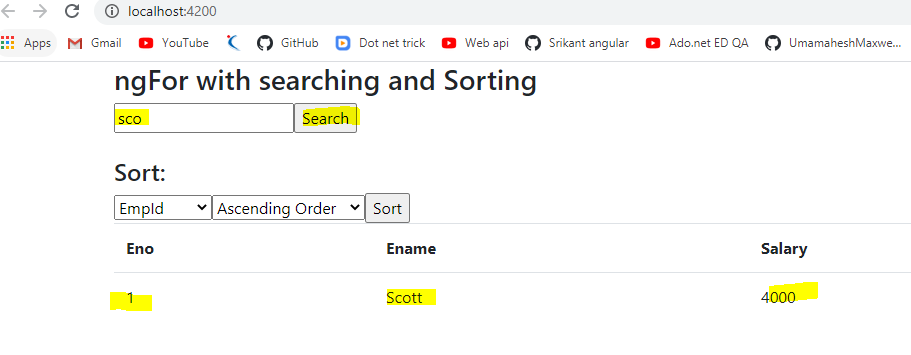 localhost:4200
Apps Gmail YouTube GitHub Dot net trick Web api Srikant angular Ado.net ED QA UmamaheshMaxwe...
ngFor with searching and Sorting
sco Search
Sort:
EmpId Ascending Order Sort
Eno Ename Salary
1 Scott 4000